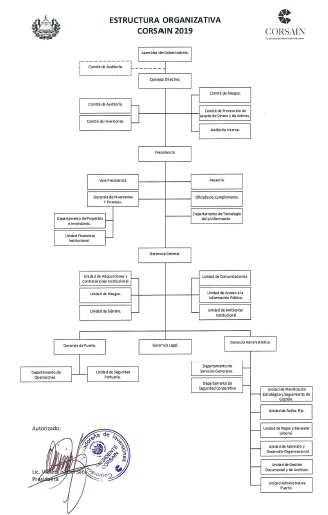 ESTRUCTURA ORGANIZATIVA
CORSAIN 2019
CORSAIN
Asamblea de Gobernadores.
Comité de Auditoría.
Consejo Directivo.
Comité de Riesgos.
Comité de Auditoría.
Comité de Prevención de
Lavado de Dinero y de Activos.
Comité de Inversiones.
Auditoría Interna.
Presidencia.
Vice-Presidencia
Asesoría.
Gerencia de Inversiones
Y Finanzas.
Oficialía de Cumplimiento.
Departamento de Proyectos
e Inversiones.
Departamento de Tecnología
de la Información.
Unidad Financiera
Institucional.
Gerencia General.
Unidad de Adquisiciones y
Contrataciones Institucional.
Unidad de Comunicaciones.
Unidad de Riesgos.
Unidad de Acceso a la
Información Pública.
Unidad de Género.
Unidad de Ambiental
Institucional.
Gerencia de Puerto.
Gerencia Legal.
Gerencia Administrativa.
Departamento de
Operaciones.
Unidad de Seguridad
Portuaria.
Departamento de
Servicios Generales.
Departamento de
Seguridad Corporativa.
Unidad de Planificación
Estratégica y Seguimiento de
Gestión.
Unidad de Activo Fijo.
Unidad de Pagos y Bienestar
Laboral.
Unidad de Admisión y
Desarrollo Organizacional.
Unidad de Gestión
Documental y de Archivos.
Unidad Administrativa
Puerto.
Autorizado:
Lic.
Presidente